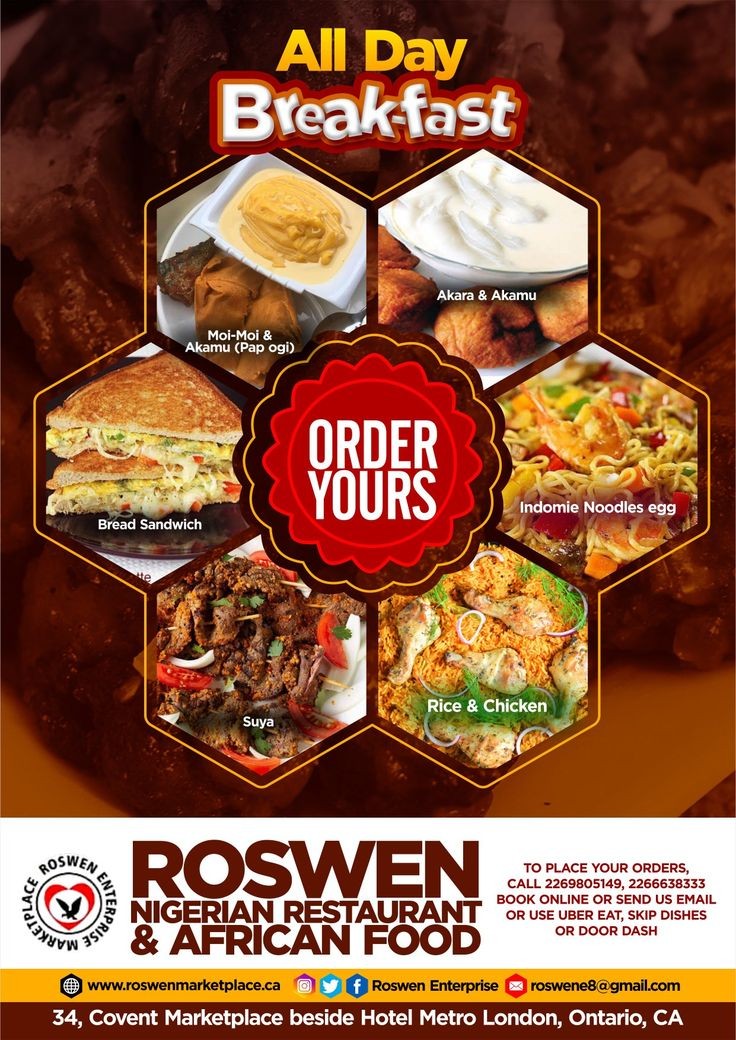 All Day
Break-fast
Moi-Moi &
Akamu (Pap ogi)
Akara & Akamu
Bread Sandwich
ORDER
YOURS
Indomie Noodles egg
Suya
Rice & Chicken
ROSWEN ENTERPRISE MARKETPLACE
ROSWEN
NIGERIAN RESTAURANT
& AFRICAN FOOD
TO PLACE YOUR ORDERS,
CALL 2269805149, 2266638333
BOOK ONLINE OR SEND US EMAIL
OR USE UBER EAT, SKIP DISHES
OR DOOR DASH
www.roswenmarketplace.ca Roswen Enterprise roswene8@gmail.com
34, Covent Marketplace beside Hotel Metro London, Ontario, CA